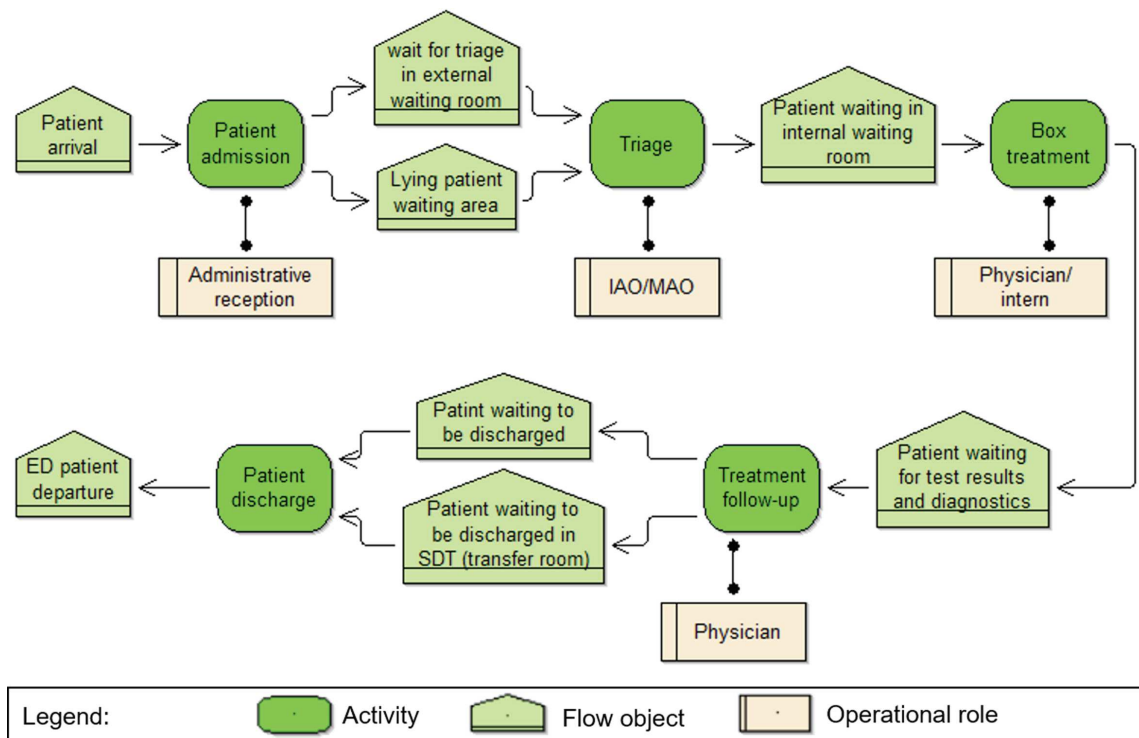 Patient
arrival
Patient
admission
wait for triage
in external
waiting room
Lying patient
waiting area
Triage
Patient waiting in
internal waiting
room
Box
treatment
Administrative
reception
IAO/MAO
Physician/
intern
ED patient
departure
Patient
discharge
Patint waiting to
be discharged
Patient waiting to
be discharged in
SDT (transfer room)
Treatment
follow-up
Patient waiting
for test results
and diagnostics
Physician
Legend:
Activity
Flow object
Operational role